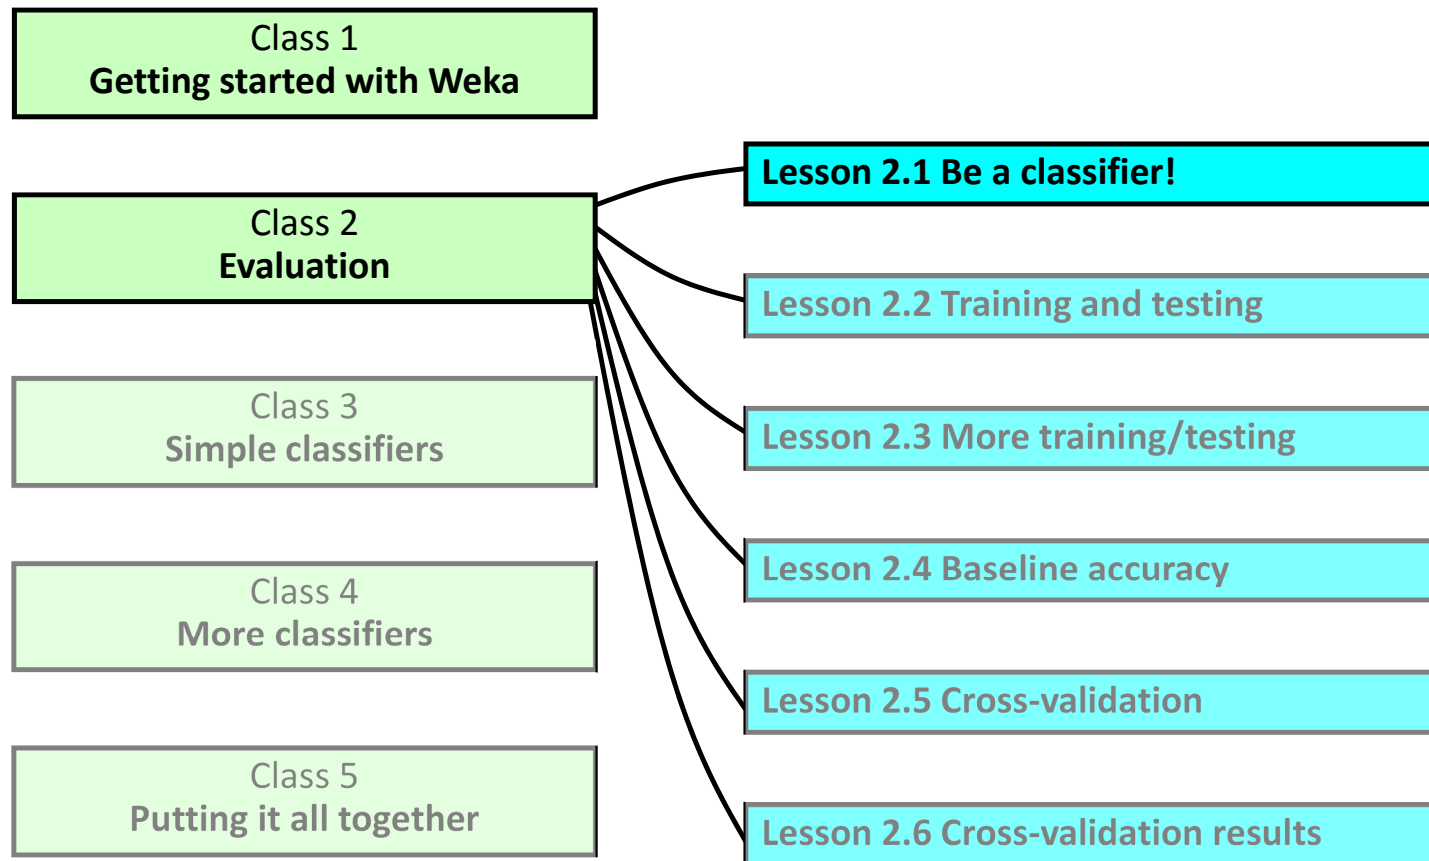 Class 1
Getting started with Weka
Class 2
Evaluation
Class 3
Simple classifiers
Class 4
More classifiers
Class 5
Putting it all together
Lesson 2.1 Be a classifier!
Lesson 2.2 Training and testing
Lesson 2.3 More training/testing
Lesson 2.4 Baseline accuracy
Lesson 2.5 Cross-validation
Lesson 2.6 Cross-validation results